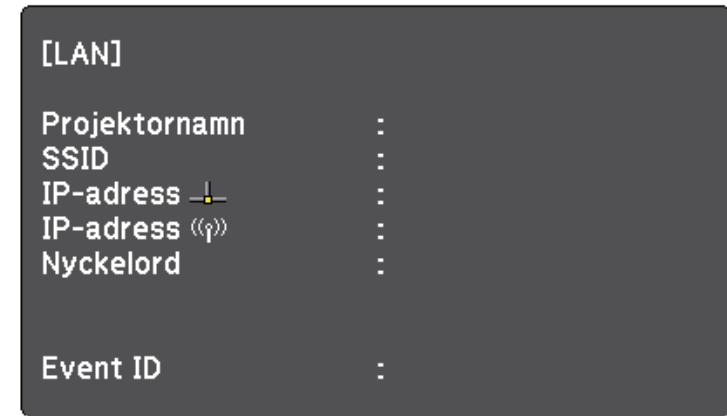 [LAN]
Projektornamn :
SSID :
IP-adress :
IP-adress :
Nyckelord :
Event ID :